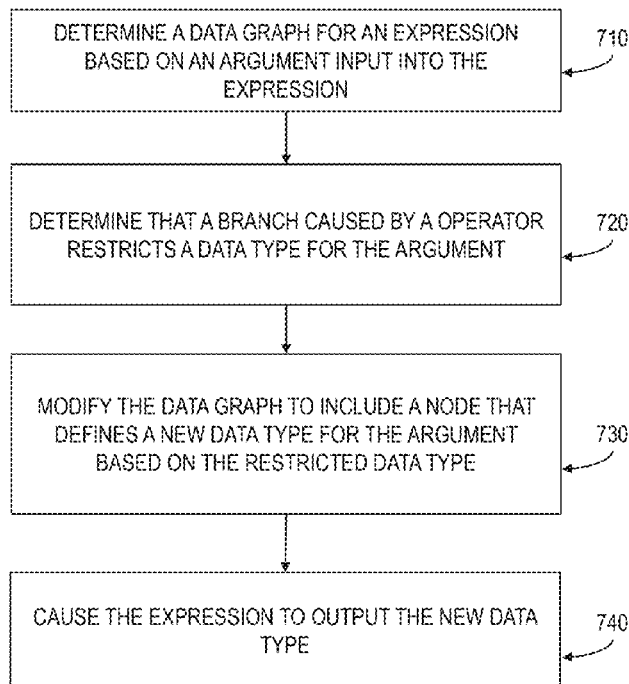 DETERMINE A DATA GRAPH FOR AN EXPRESSION
BASED ON AN ARGUMENT INPUT INTO THE
EXPRESSION
710
DETERMINE THAT A BRANCH CAUSED BY A OPERATOR
RESTRICTS A DATA TYPE FOR THE ARGUMENT
720
MODIFY THE DATA GRAPH TO INCLUDE A NODE THAT
DEFINES A NEW DATA TYPE FOR THE ARGUMENT
BASED ON THE RESTRICTED DATA TYPE
730
CAUSE THE EXPRESSION TO OUTPUT THE NEW DATA
TYPE
740